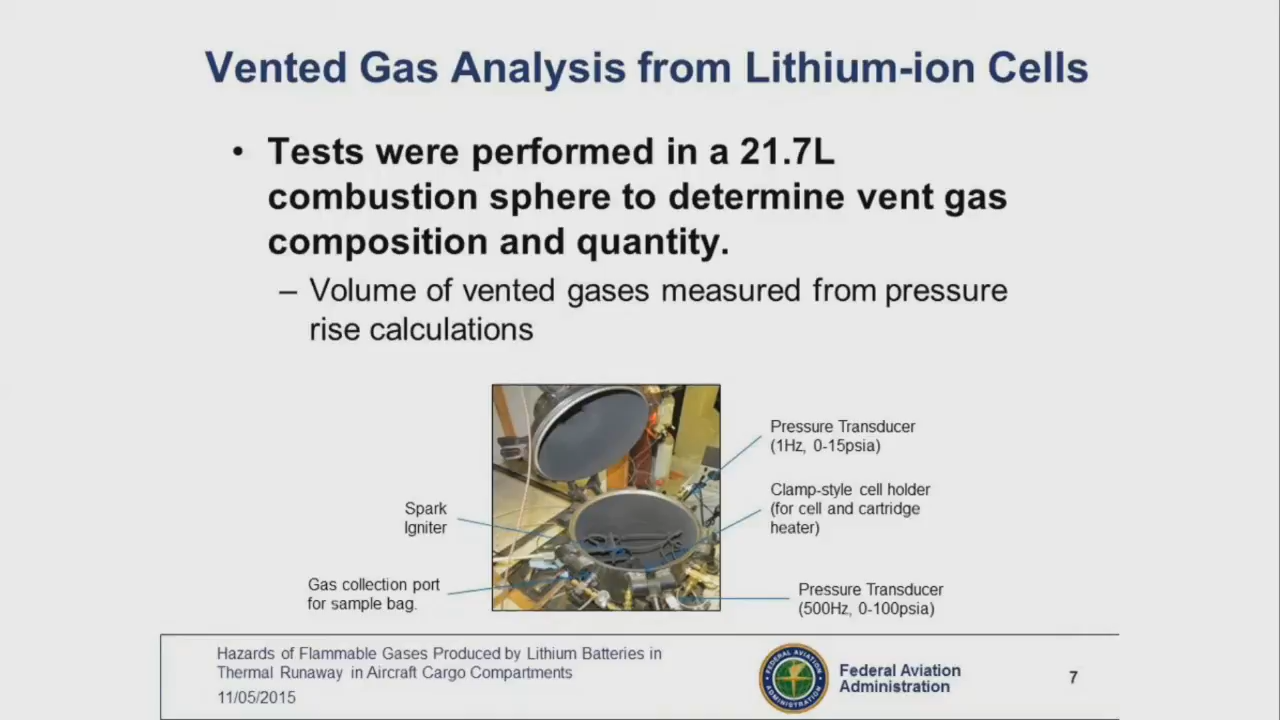 Vented Gas Analysis from Lithium-ion Cells
• Tests were performed in a 21.7L
combustion sphere to determine vent gas
composition and quantity.
– Volume of vented gases measured from pressure
rise calculations
Pressure Transducer
(1Hz, 0-15psia)
Clamp-style cell holder
(for cell and cartridge
heater)
Spark
Igniter
Gas collection port
for sample bag.
Pressure Transducer
(500Hz, 0-100psia)
Hazards of Flammable Gases Produced by Lithium Batteries in
Thermal Runaway in Aircraft Cargo Compartments
11/05/2015
FEDERAL AVIATION
ADMINISTRATION
Federal Aviation
Administration
7